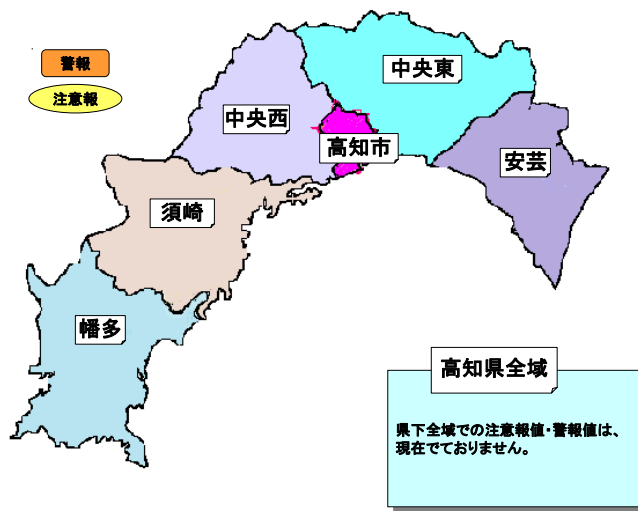 警報
注意報
中央東
中央西
高知市
安芸
須崎
幡多
高知県全域
県下全域での注意報値・警報値は、
現在でておりません。